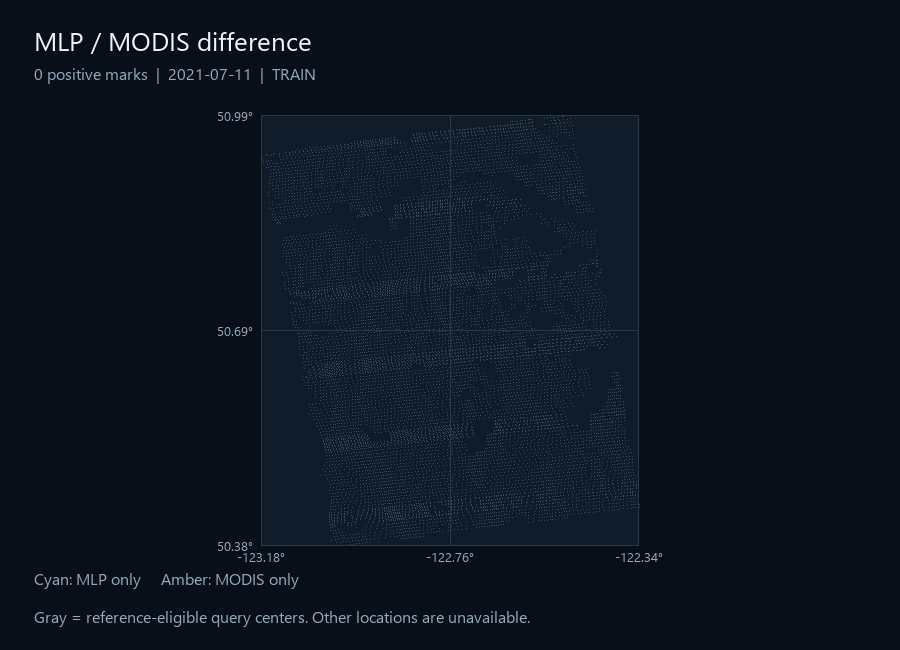 MLP / MODIS difference
0 positive marks | 2021-07-11 | TRAIN
50.99°
50.69°
50.38°
-123.18° -122.76° -122.34°
Cyan: MLP only Amber: MODIS only
Gray = reference-eligible query centers. Other locations are unavailable.